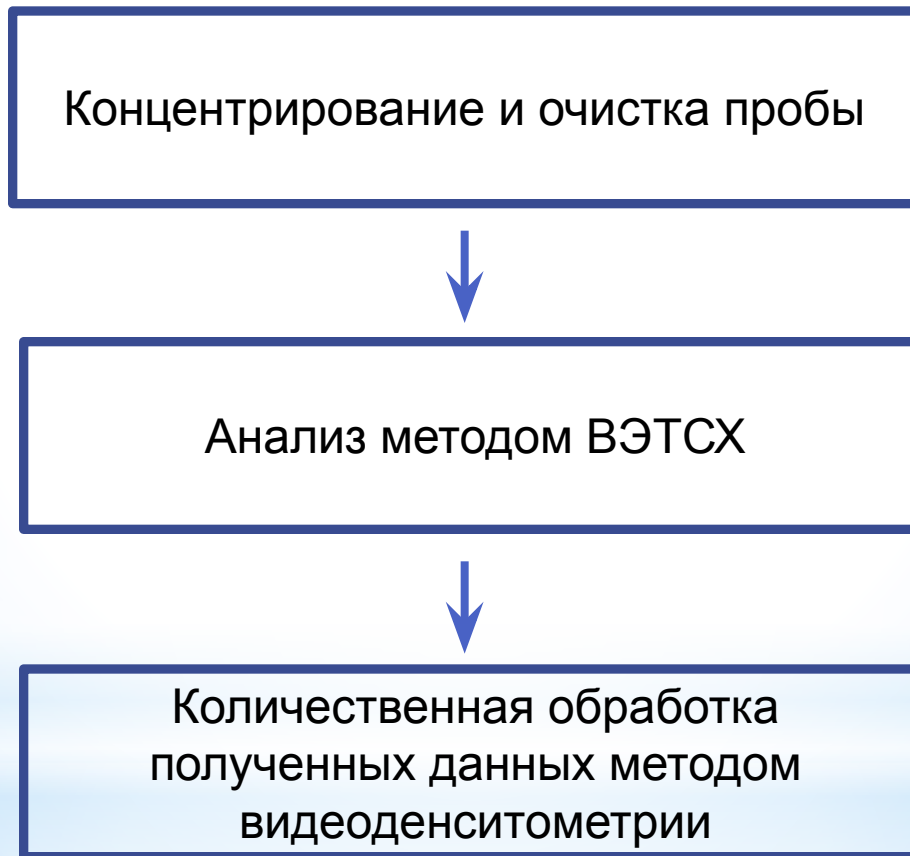 Концентрирование и очистка пробы
Анализ методом ВЭТСХ
Количественная обработка
полученных данных методом
видеоденситометрии